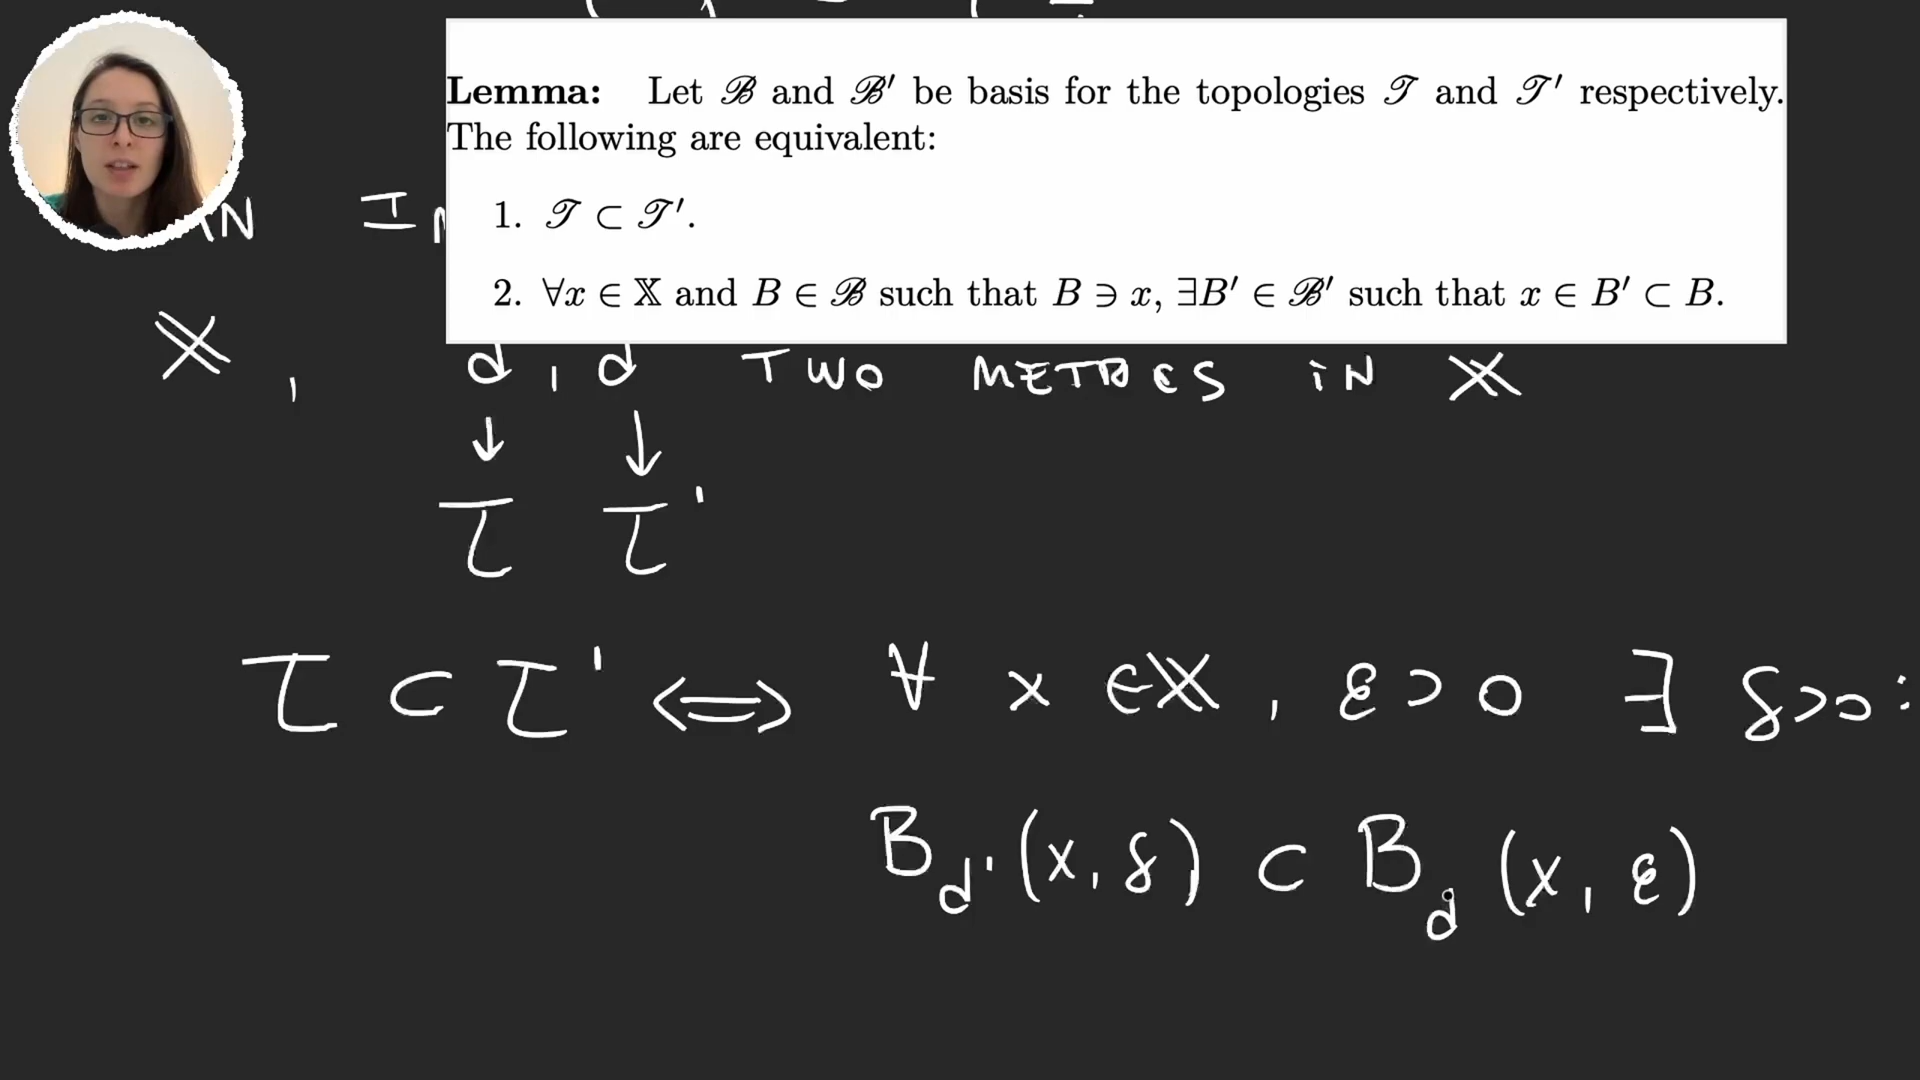 Lemma: Let ℬ and ℬ′ be basis for the topologies 𝒯 and 𝒯′ respectively.
The following are equivalent:
1. 𝒯 ⊂ 𝒯′.
2. ∀x ∈ 𝕏 and B ∈ ℬ such that B ∋ x, ∃B′ ∈ ℬ′ such that x ∈ B′ ⊂ B.
𝕏 , d , d TWO METRICS IN 𝕏
↓ ↓
τ τ'
τ ⊂ τ' ⟺ ∀ x ∈ 𝕏 , ε > 0 ∃ δ > 0 :
B_d' (x, δ) ⊂ B_d (x, ε)